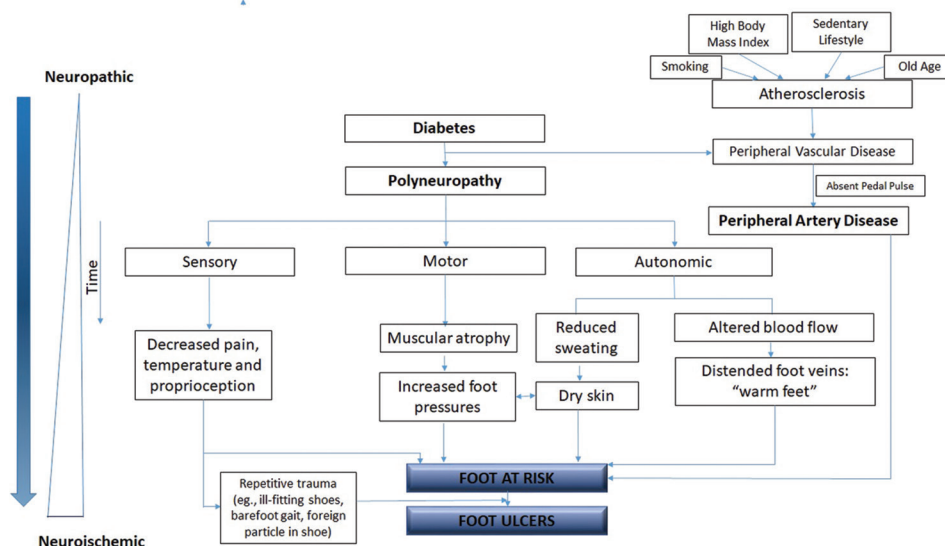 High Body
Mass Index
Sedentary
Lifestyle
Smoking
Old Age
Atherosclerosis
Neuropathic
Diabetes
Peripheral Vascular Disease
Polyneuropathy
Absent Pedal Pulse
Peripheral Artery Disease
Sensory
Motor
Autonomic
Time
Decreased pain,
temperature and
proprioception
Muscular atrophy
Reduced
sweating
Altered blood flow
Increased foot
pressures
Dry skin
Distended foot veins:
“warm feet”
FOOT AT RISK
Repetitive trauma
(eg., ill-fitting shoes,
barefoot gait, foreign
particle in shoe)
FOOT ULCERS
Neuroischemic